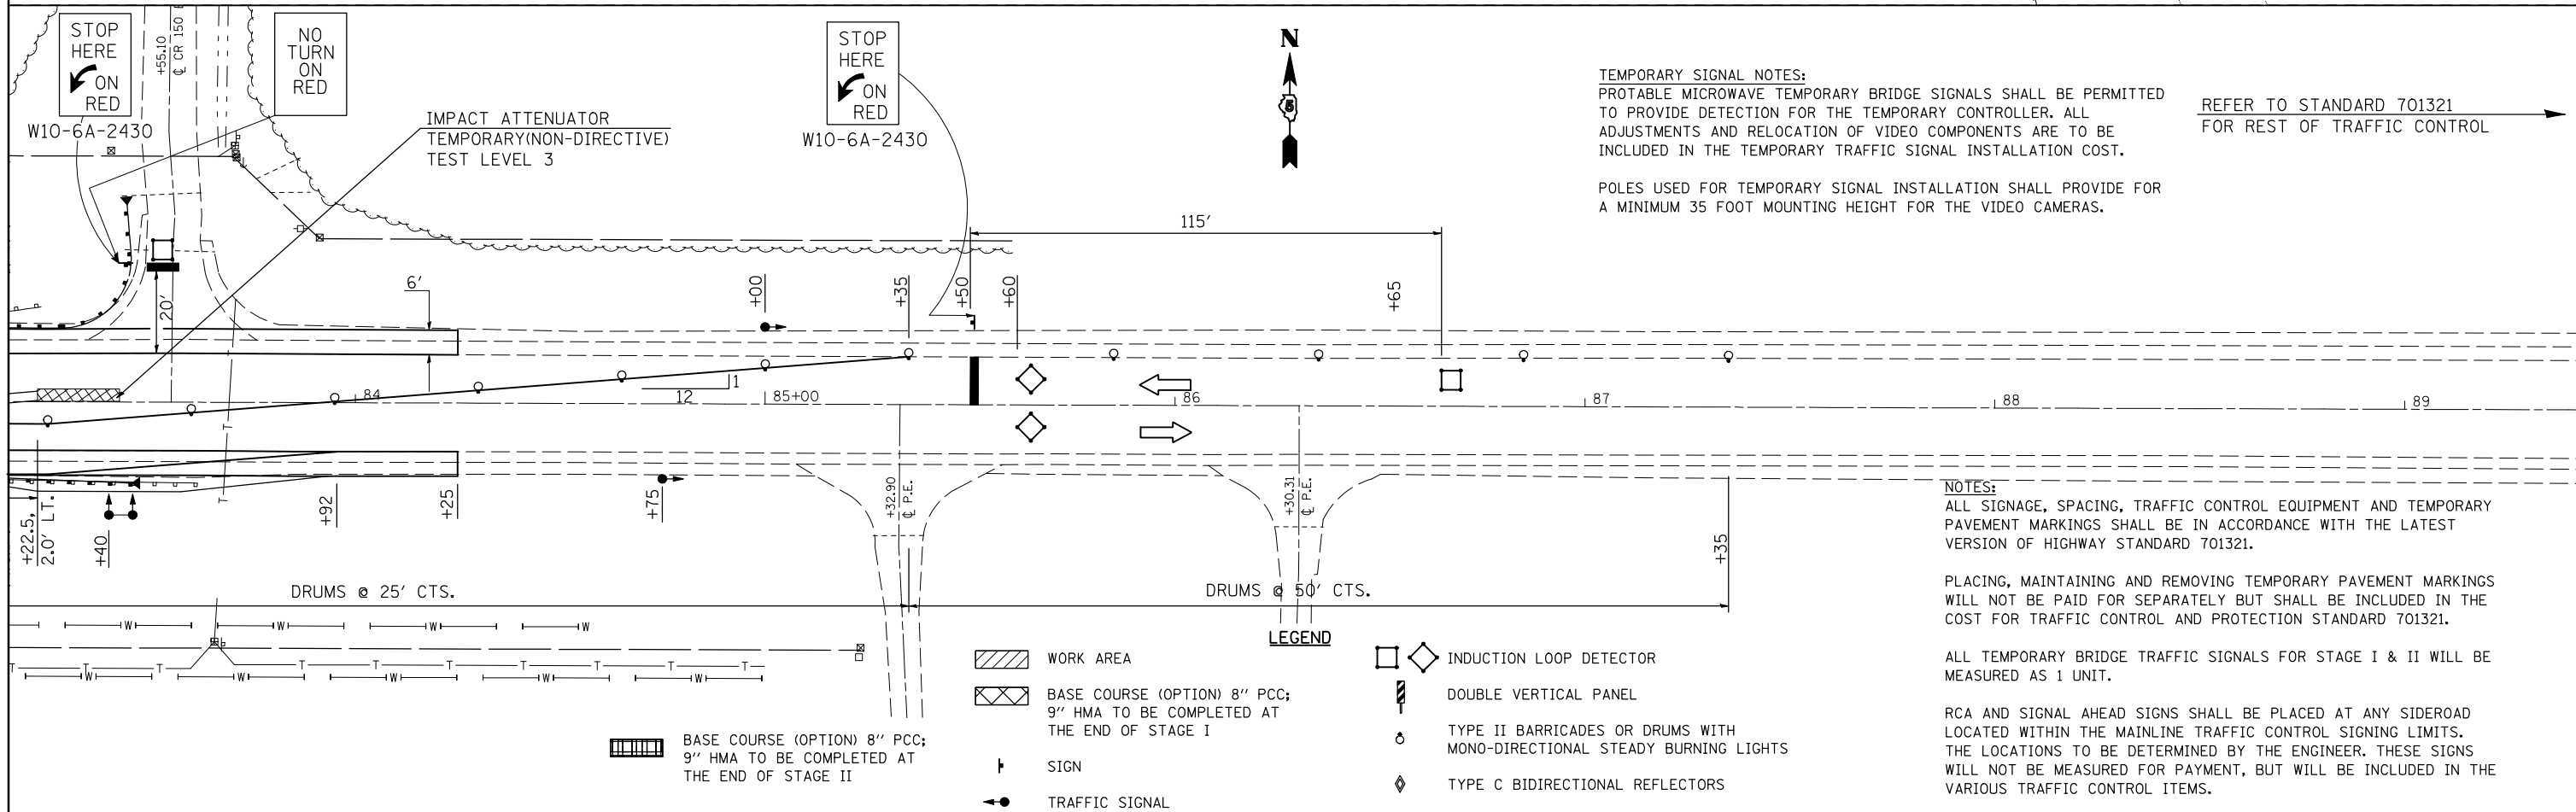 STOP
HERE
ON
RED
W10-6A-2430
+55.10
℄ CR 150 E
NO
TURN
ON
RED
IMPACT ATTENUATOR
TEMPORARY(NON-DIRECTIVE)
TEST LEVEL 3
STOP
HERE
ON
RED
W10-6A-2430
N
5
TEMPORARY SIGNAL NOTES:
PROTABLE MICROWAVE TEMPORARY BRIDGE SIGNALS SHALL BE PERMITTED
TO PROVIDE DETECTION FOR THE TEMPORARY CONTROLLER. ALL
ADJUSTMENTS AND RELOCATION OF VIDEO COMPONENTS ARE TO BE
INCLUDED IN THE TEMPORARY TRAFFIC SIGNAL INSTALLATION COST.
POLES USED FOR TEMPORARY SIGNAL INSTALLATION SHALL PROVIDE FOR
A MINIMUM 35 FOOT MOUNTING HEIGHT FOR THE VIDEO CAMERAS.
REFER TO STANDARD 701321
FOR REST OF TRAFFIC CONTROL
115'
20'
6'
+00
+35
+50
+60
+65
84
12
1
85+00
86
87
88
89
T
T
+22.5,
2.0' LT.
+40
+92
+25
+75
+32.90
℄ P.E.
+30.31
℄ P.E.
+35
DRUMS @ 25' CTS.
DRUMS @ 50' CTS.
W W W W
T T T T T T T T T
W W W W W
NOTES:
ALL SIGNAGE, SPACING, TRAFFIC CONTROL EQUIPMENT AND TEMPORARY
PAVEMENT MARKINGS SHALL BE IN ACCORDANCE WITH THE LATEST
VERSION OF HIGHWAY STANDARD 701321.
PLACING, MAINTAINING AND REMOVING TEMPORARY PAVEMENT MARKINGS
WILL NOT BE PAID FOR SEPARATELY BUT SHALL BE INCLUDED IN THE
COST FOR TRAFFIC CONTROL AND PROTECTION STANDARD 701321.
ALL TEMPORARY BRIDGE TRAFFIC SIGNALS FOR STAGE I & II WILL BE
MEASURED AS 1 UNIT.
RCA AND SIGNAL AHEAD SIGNS SHALL BE PLACED AT ANY SIDEROAD
LOCATED WITHIN THE MAINLINE TRAFFIC CONTROL SIGNING LIMITS.
THE LOCATIONS TO BE DETERMINED BY THE ENGINEER. THESE SIGNS
WILL NOT BE MEASURED FOR PAYMENT, BUT WILL BE INCLUDED IN THE
VARIOUS TRAFFIC CONTROL ITEMS.
LEGEND
BASE COURSE (OPTION) 8" PCC;
9" HMA TO BE COMPLETED AT
THE END OF STAGE II
WORK AREA
BASE COURSE (OPTION) 8" PCC;
9" HMA TO BE COMPLETED AT
THE END OF STAGE I
SIGN
TRAFFIC SIGNAL
INDUCTION LOOP DETECTOR
DOUBLE VERTICAL PANEL
TYPE II BARRICADES OR DRUMS WITH
MONO-DIRECTIONAL STEADY BURNING LIGHTS
TYPE C BIDIRECTIONAL REFLECTORS